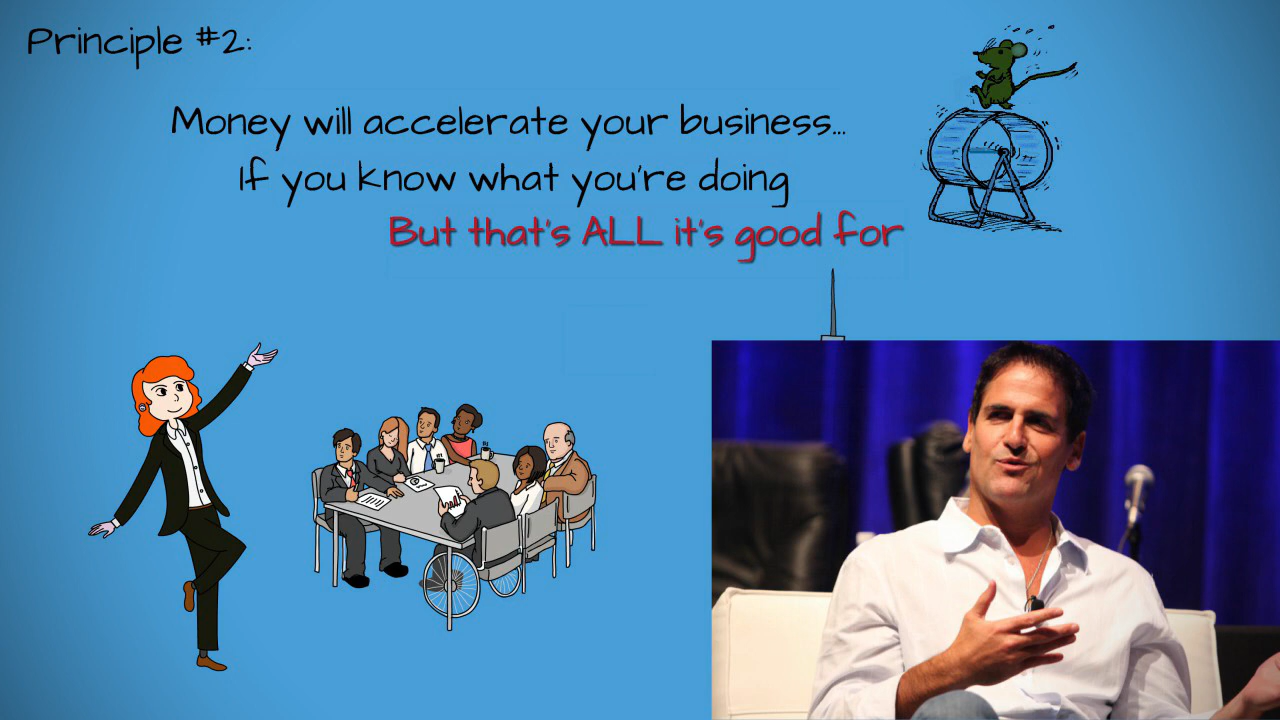 Principle #2:
Money will accelerate your business...
If you know what you're doing
But that's ALL it's good for